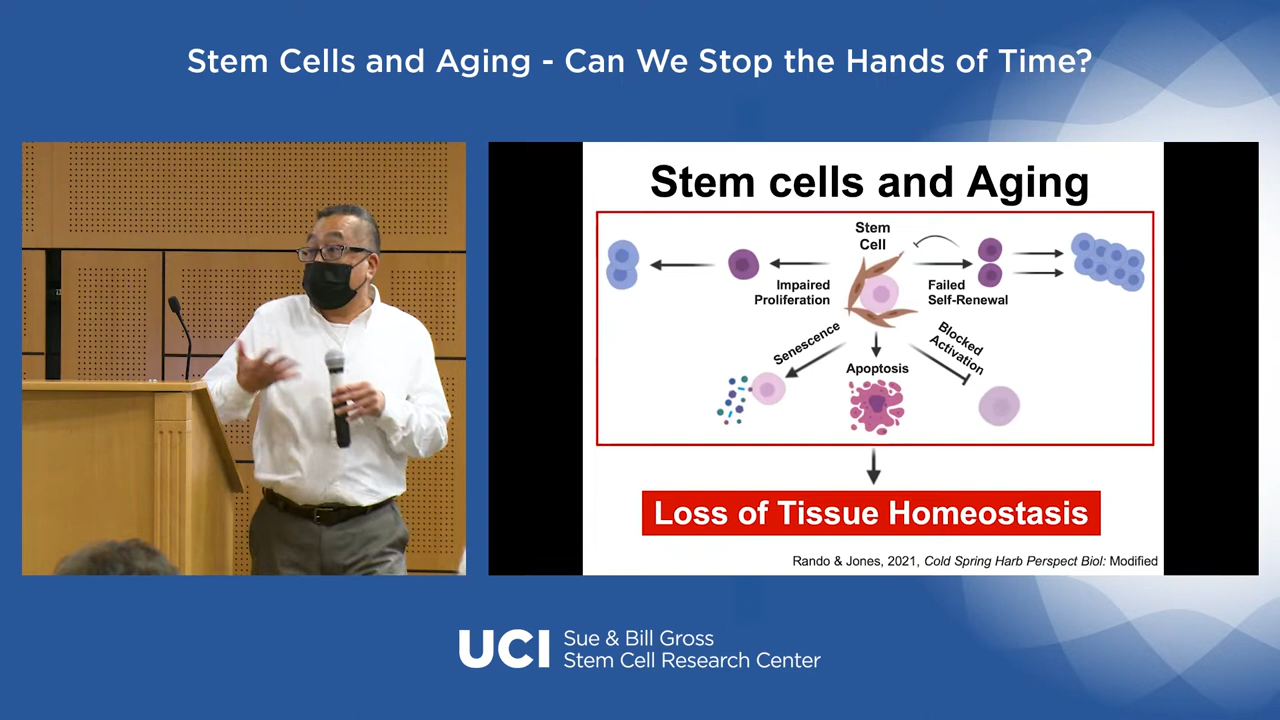 Stem Cells and Aging - Can We Stop the Hands of Time?
Stem cells and Aging
Stem
Cell
Impaired
Proliferation
Failed
Self-Renewal
Senescence
Blocked
Activation
Apoptosis
Loss of Tissue Homeostasis
Rando & Jones, 2021, Cold Spring Harb Perspect Biol: Modified
UCI
Sue & Bill Gross
Stem Cell Research Center